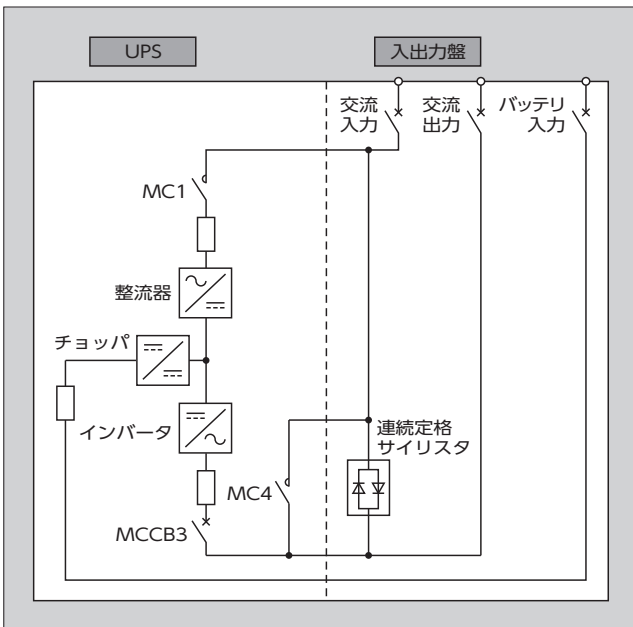 UPS
入出力盤
交流
入力
交流
出力
バッテリ
入力
MC1
整流器
チョッパ
インバータ
連続定格
サイリスタ
MC4
MCCB3